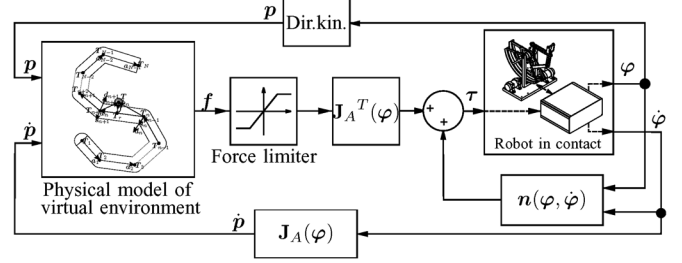 p
Dir.kin.
p
ṗ
f
J_A^T(φ)
+
+
τ
φ
φ̇
Robot in contact
Force limiter
Physical model of
virtual environment
n(φ, φ̇)
ṗ
J_A(φ)